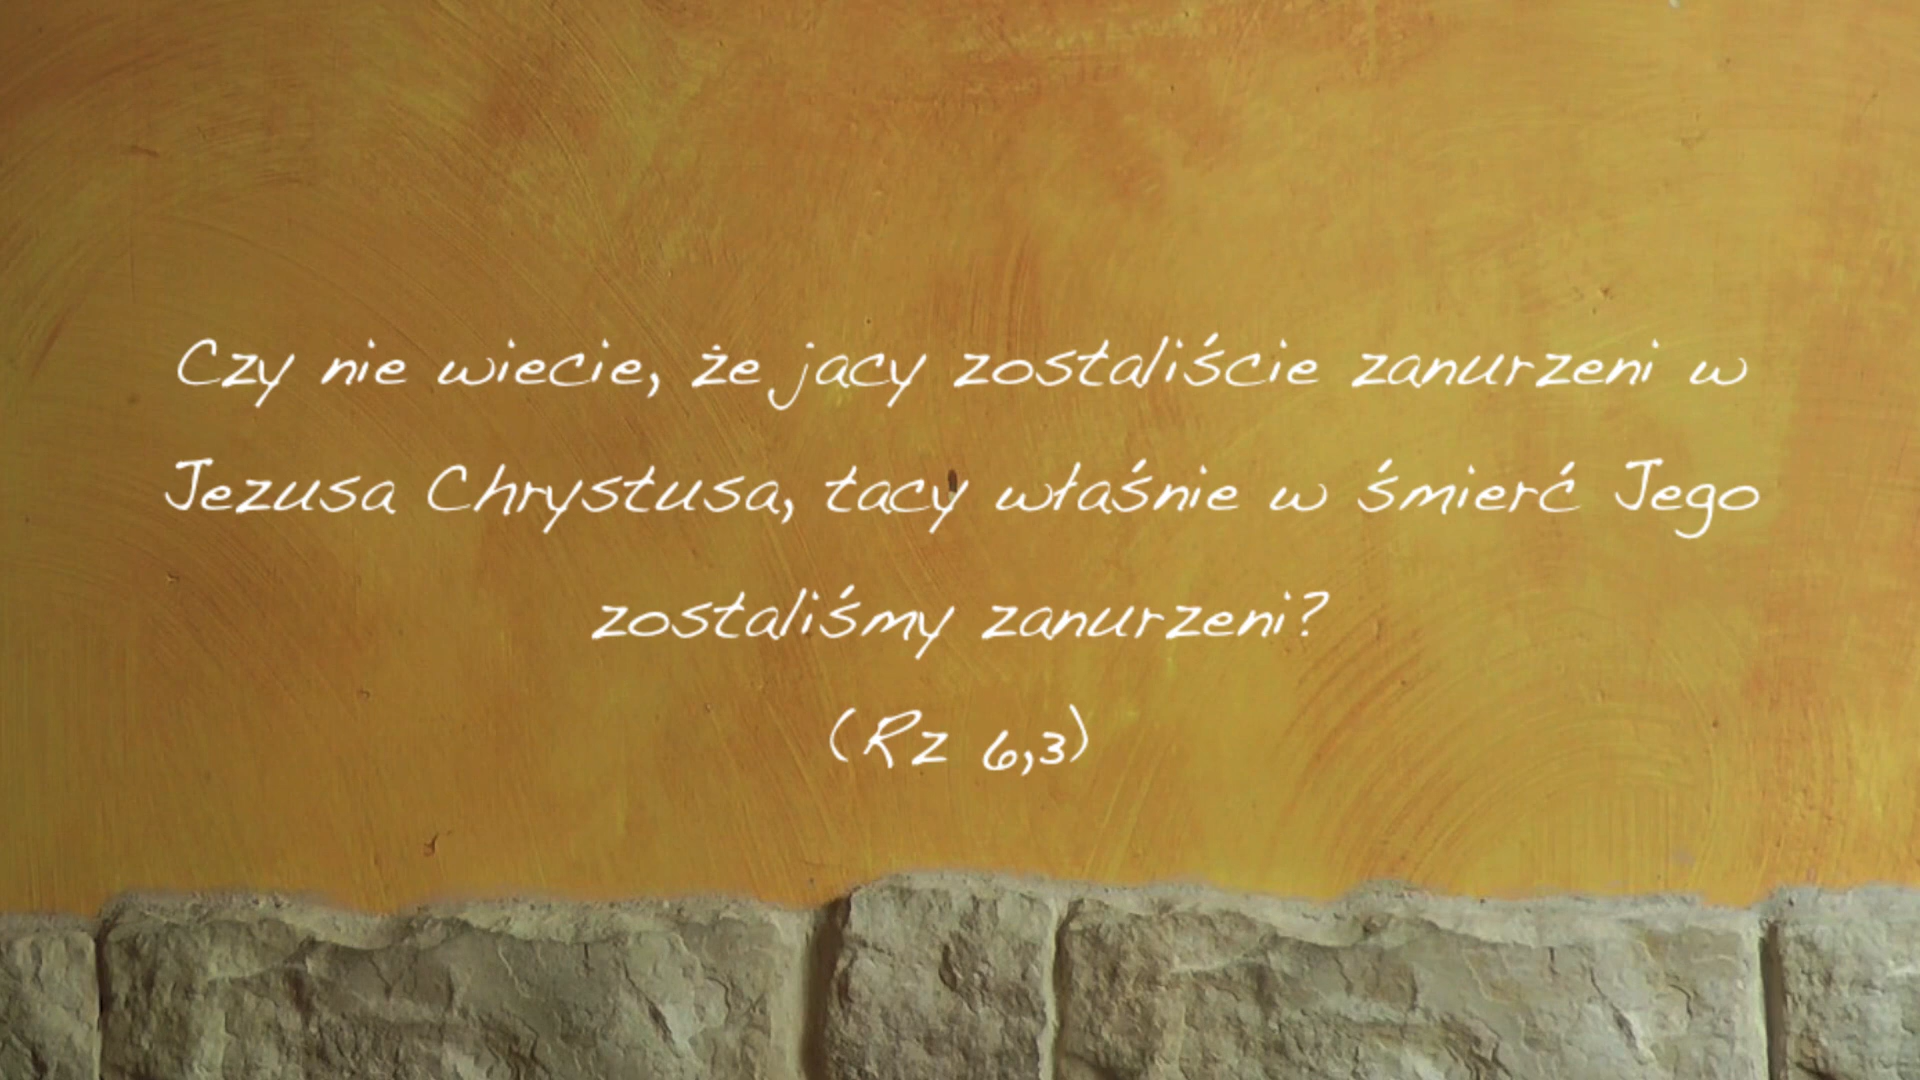 Czy nie wiecie, że jacy zostaliście zanurzeni w
Jezusa Chrystusa, tacy właśnie w śmierć Jego
zostaliśmy zanurzeni?
(Rz 6,3)